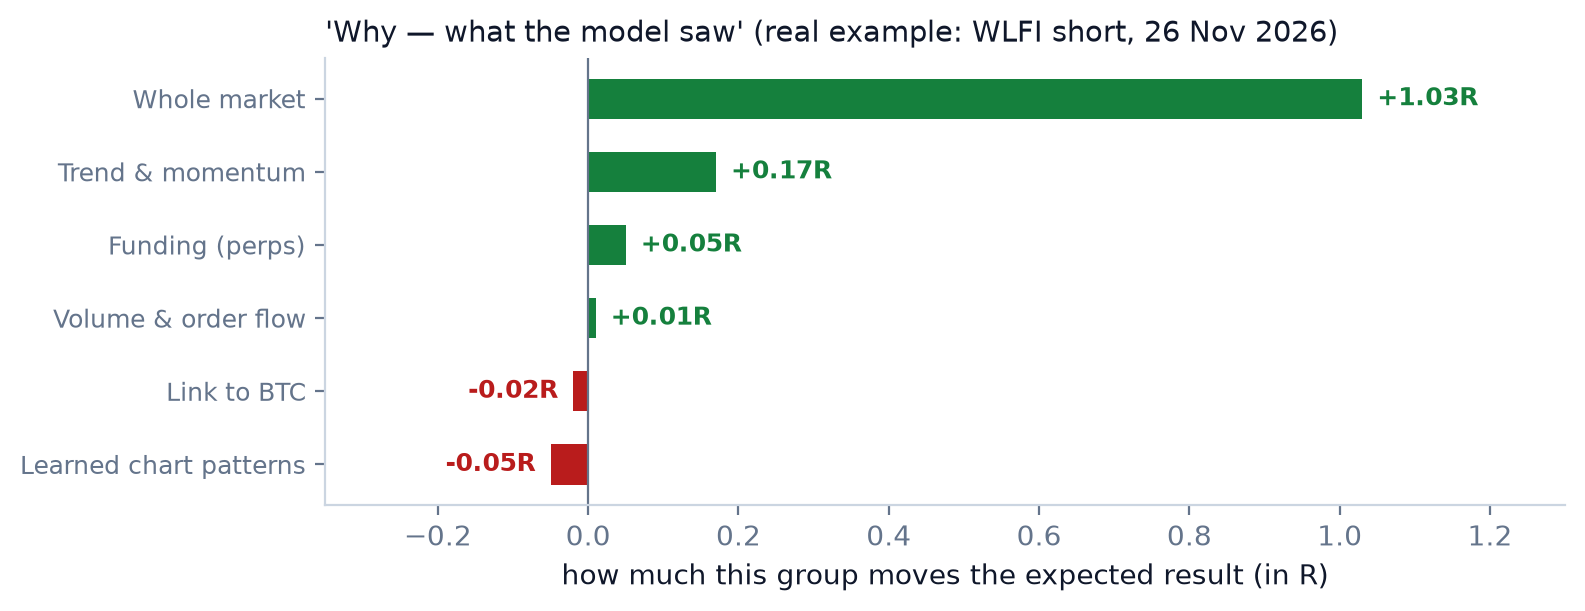 'Why — what the model saw' (real example: WLFI short, 26 Nov 2026)
Whole market
+1.03R
Trend & momentum
+0.17R
Funding (perps)
+0.05R
Volume & order flow
+0.01R
Link to BTC
-0.02R
Learned chart patterns
-0.05R
−0.2 0.0 0.2 0.4 0.6 0.8 1.0 1.2
how much this group moves the expected result (in R)